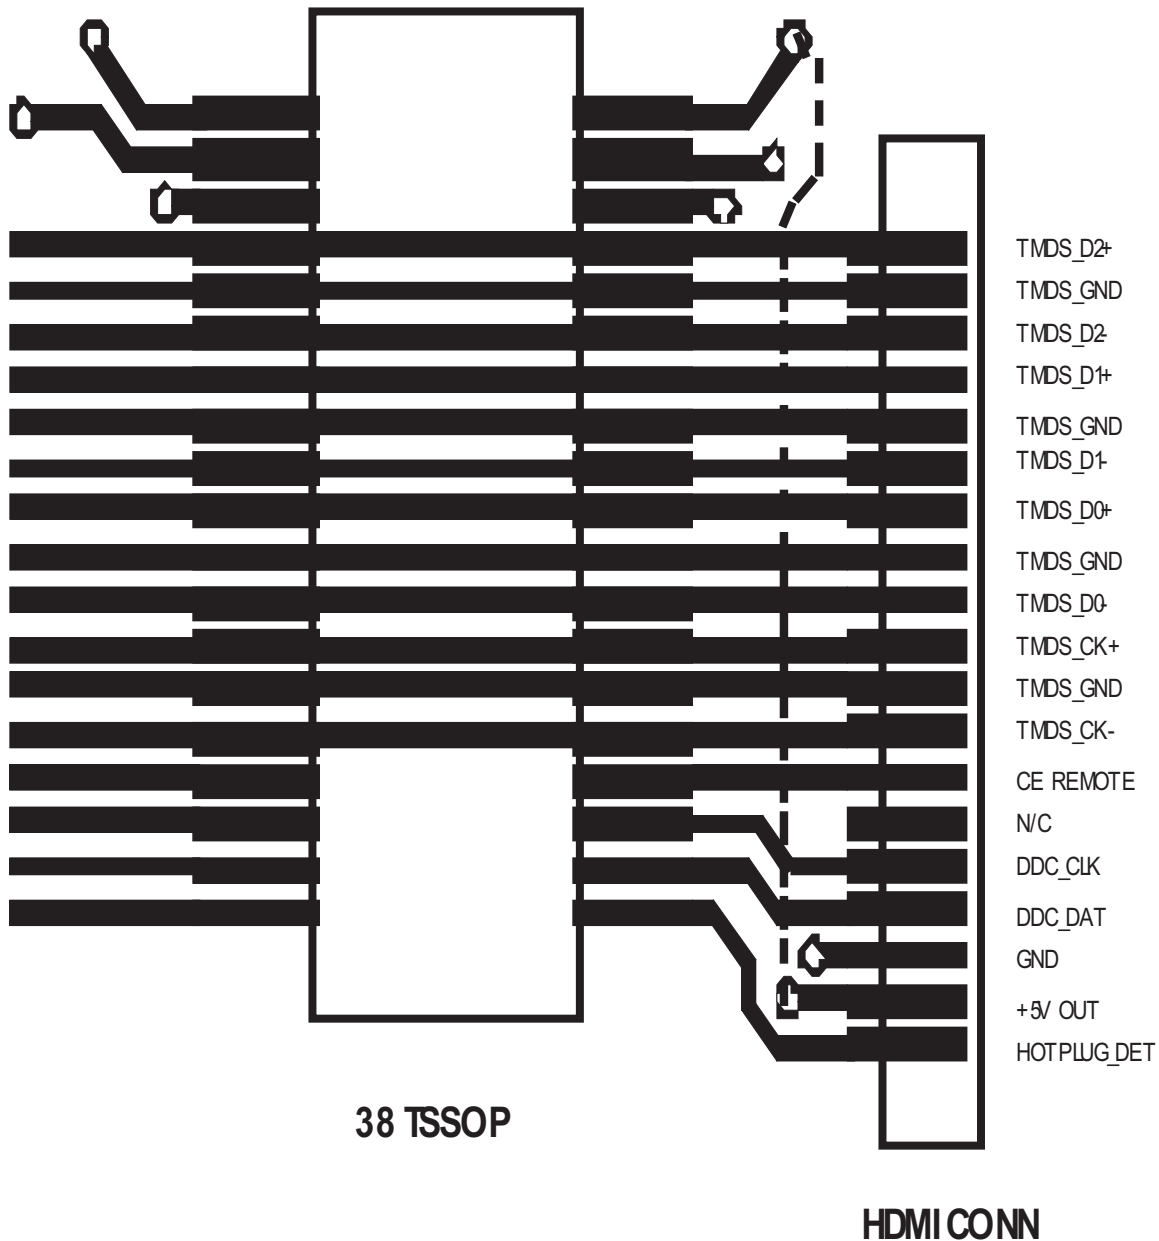 TMDS_D2+
TMDS_GND
TMDS_D2-
TMDS_D1+
TMDS_GND
TMDS_D1-
TMDS_D0+
TMDS_GND
TMDS_D0-
TMDS_CK+
TMDS_GND
TMDS_CK-
CE REMOTE
N/C
DDC_CLK
DDC_DAT
GND
+5V OUT
HOTPLUG_DET
38 TSSOP
HDMI CONN